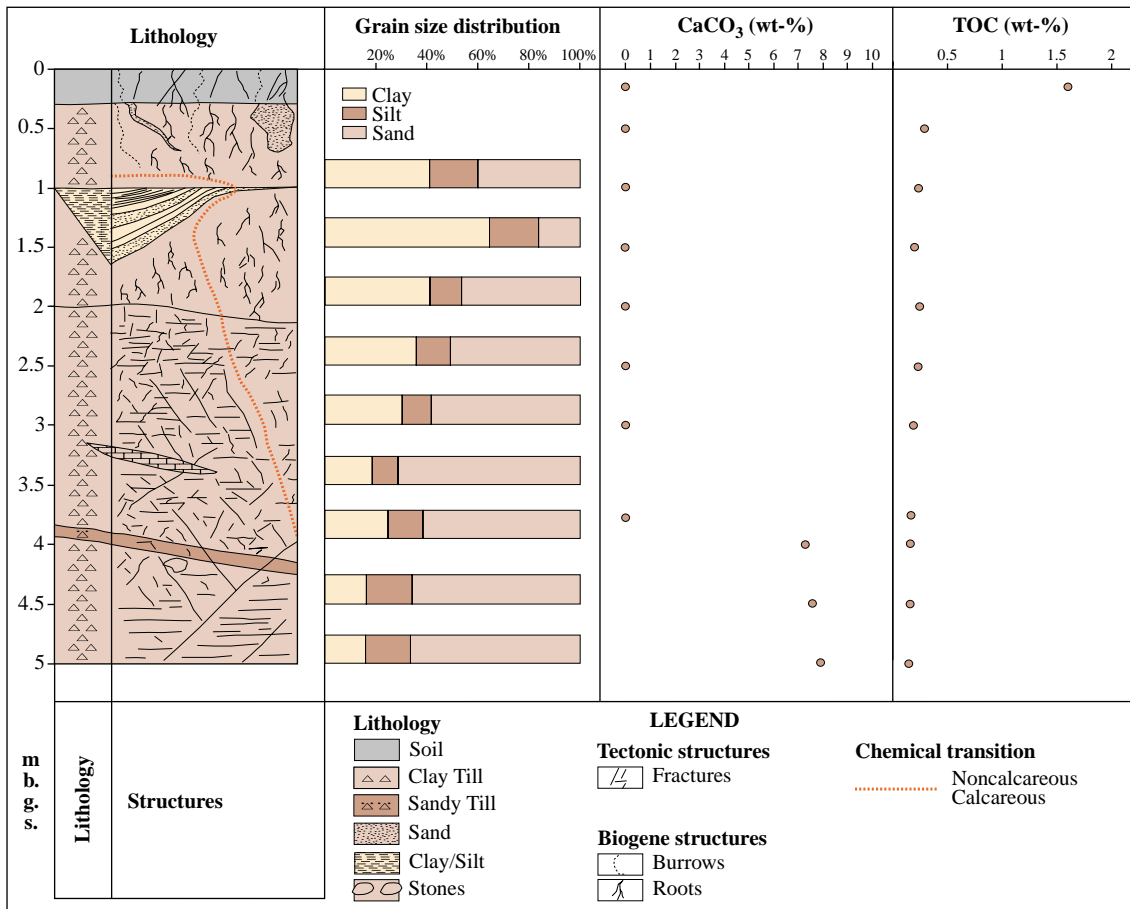 Lithology
Grain size distribution
20% 40% 60% 80% 100%
CaCO₃ (wt-%)
0 1 2 3 4 5 6 7 8 9 10
TOC (wt-%)
0.5 1 1.5 2
Clay
Silt
Sand
0
0.5
1
1.5
2
2.5
3
3.5
4
4.5
5
m
b.
g.
s.
Lithology
Structures
LEGEND
Lithology
Soil
Clay Till
Sandy Till
Sand
Clay/Silt
Stones
Tectonic structures
Fractures
Biogene structures
Burrows
Roots
Chemical transition
Noncalcareous
Calcareous